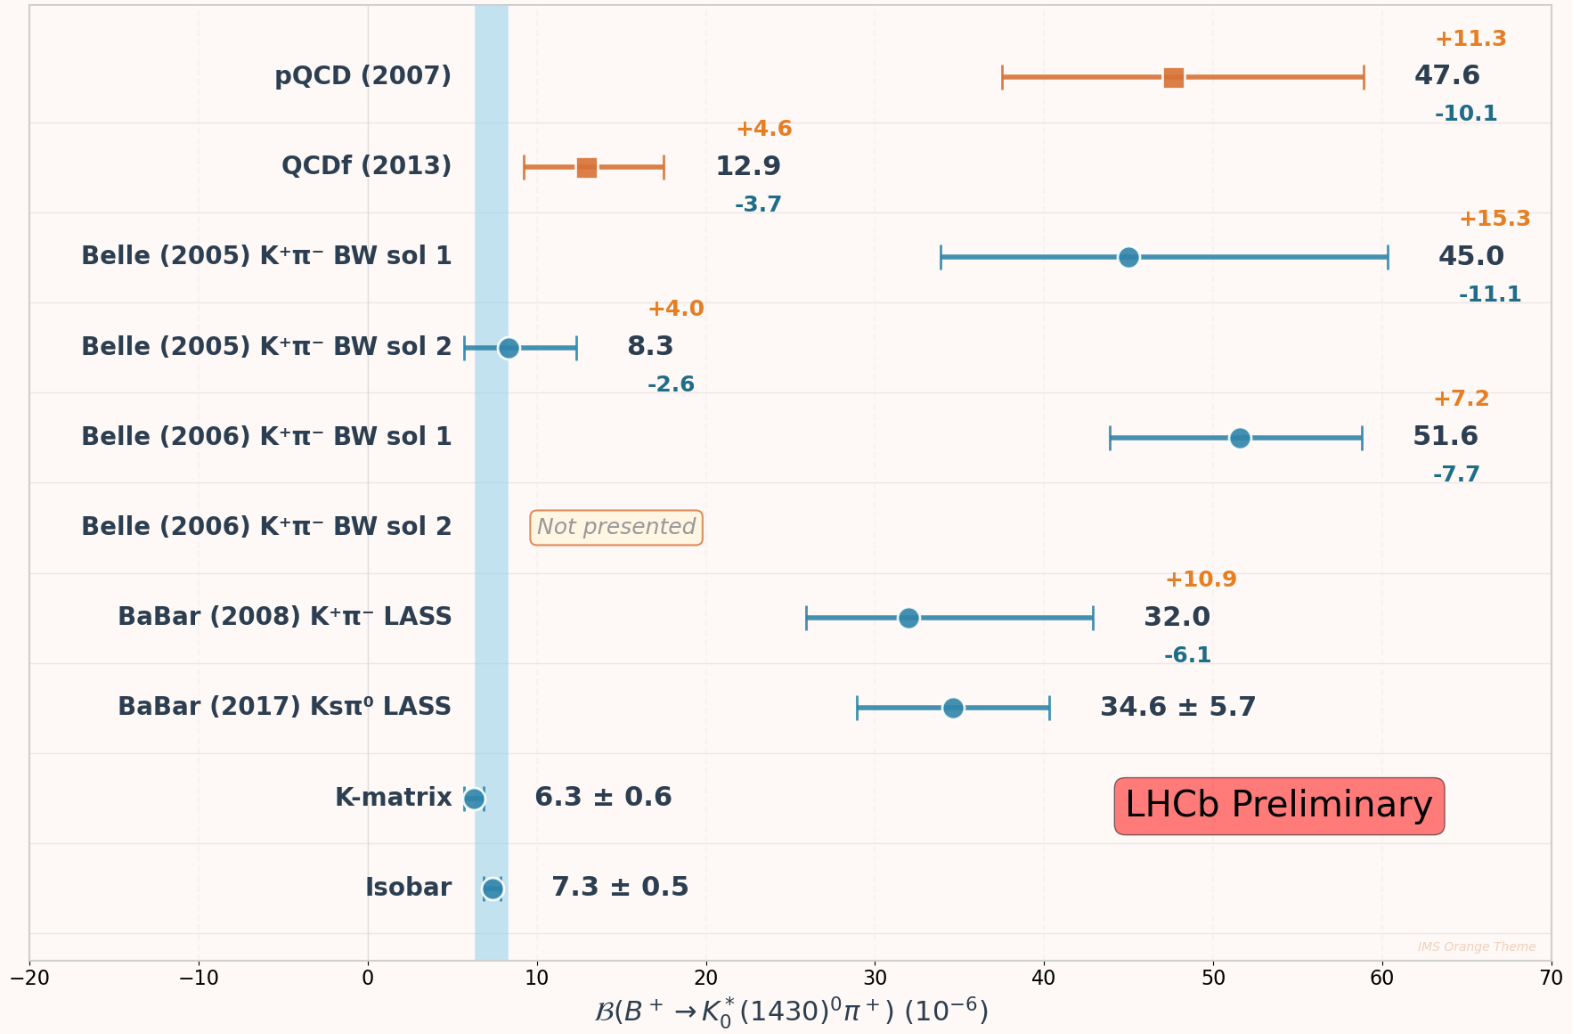 +11.3
pQCD (2007) 47.6
-10.1
+4.6
QCDf (2013) 12.9
-3.7
+15.3
Belle (2005) K⁺π⁻ BW sol 1 45.0
-11.1
+4.0
Belle (2005) K⁺π⁻ BW sol 2 8.3
-2.6
+7.2
Belle (2006) K⁺π⁻ BW sol 1 51.6
-7.7
Belle (2006) K⁺π⁻ BW sol 2 Not presented
+10.9
BaBar (2008) K⁺π⁻ LASS 32.0
-6.1
BaBar (2017) Ksπ⁰ LASS 34.6 ± 5.7
K-matrix 6.3 ± 0.6 LHCb Preliminary
Isobar 7.3 ± 0.5
IMS Orange Theme
−20 −10 0 10 20 30 40 50 60 70
ℬ(B⁺ → K₀*(1430)⁰π⁺) (10⁻⁶)